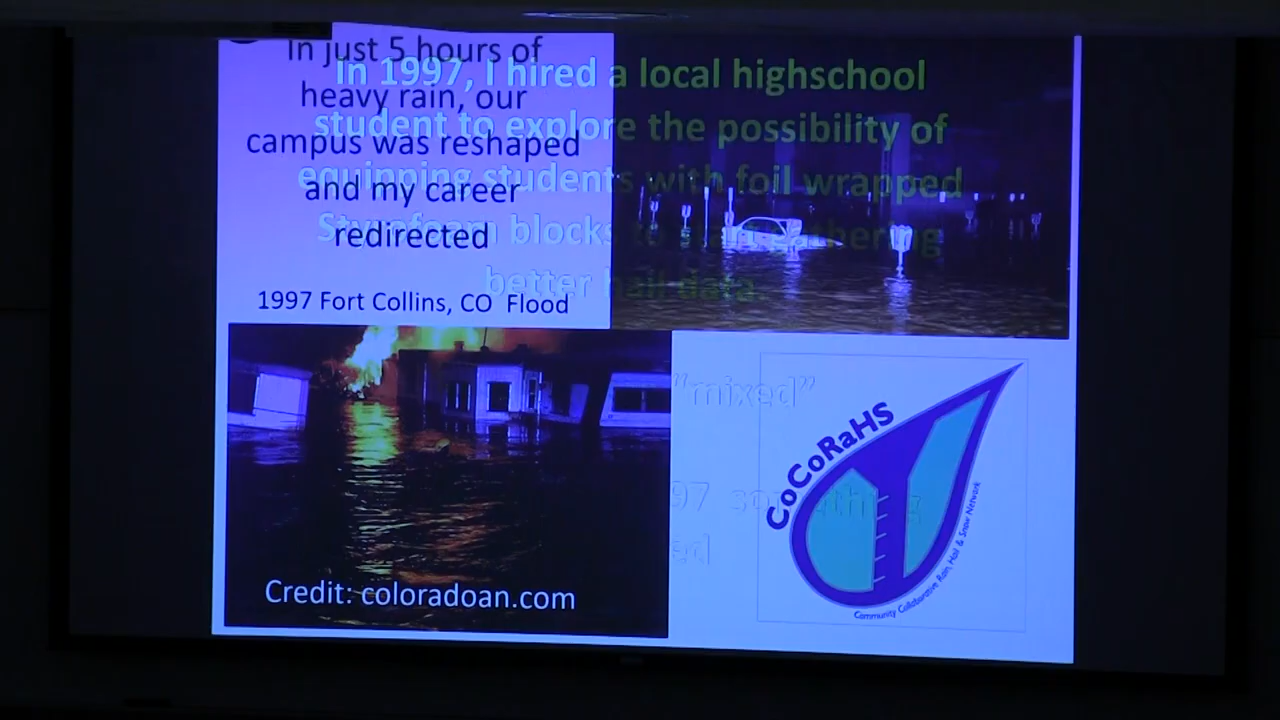 In just 5 hours of
heavy rain, our
campus was reshaped
and my career
redirected
1997 Fort Collins, CO Flood
In 1997, I hired a local highschool
student to explore the possibility of
equipping students with foil wrapped
Styrofoam blocks to start gathering
better hail data.
"mixed"
97
Credit: coloradoan.com
CoCoRaHS
Community Collaborative Rain, Hail & Snow Network